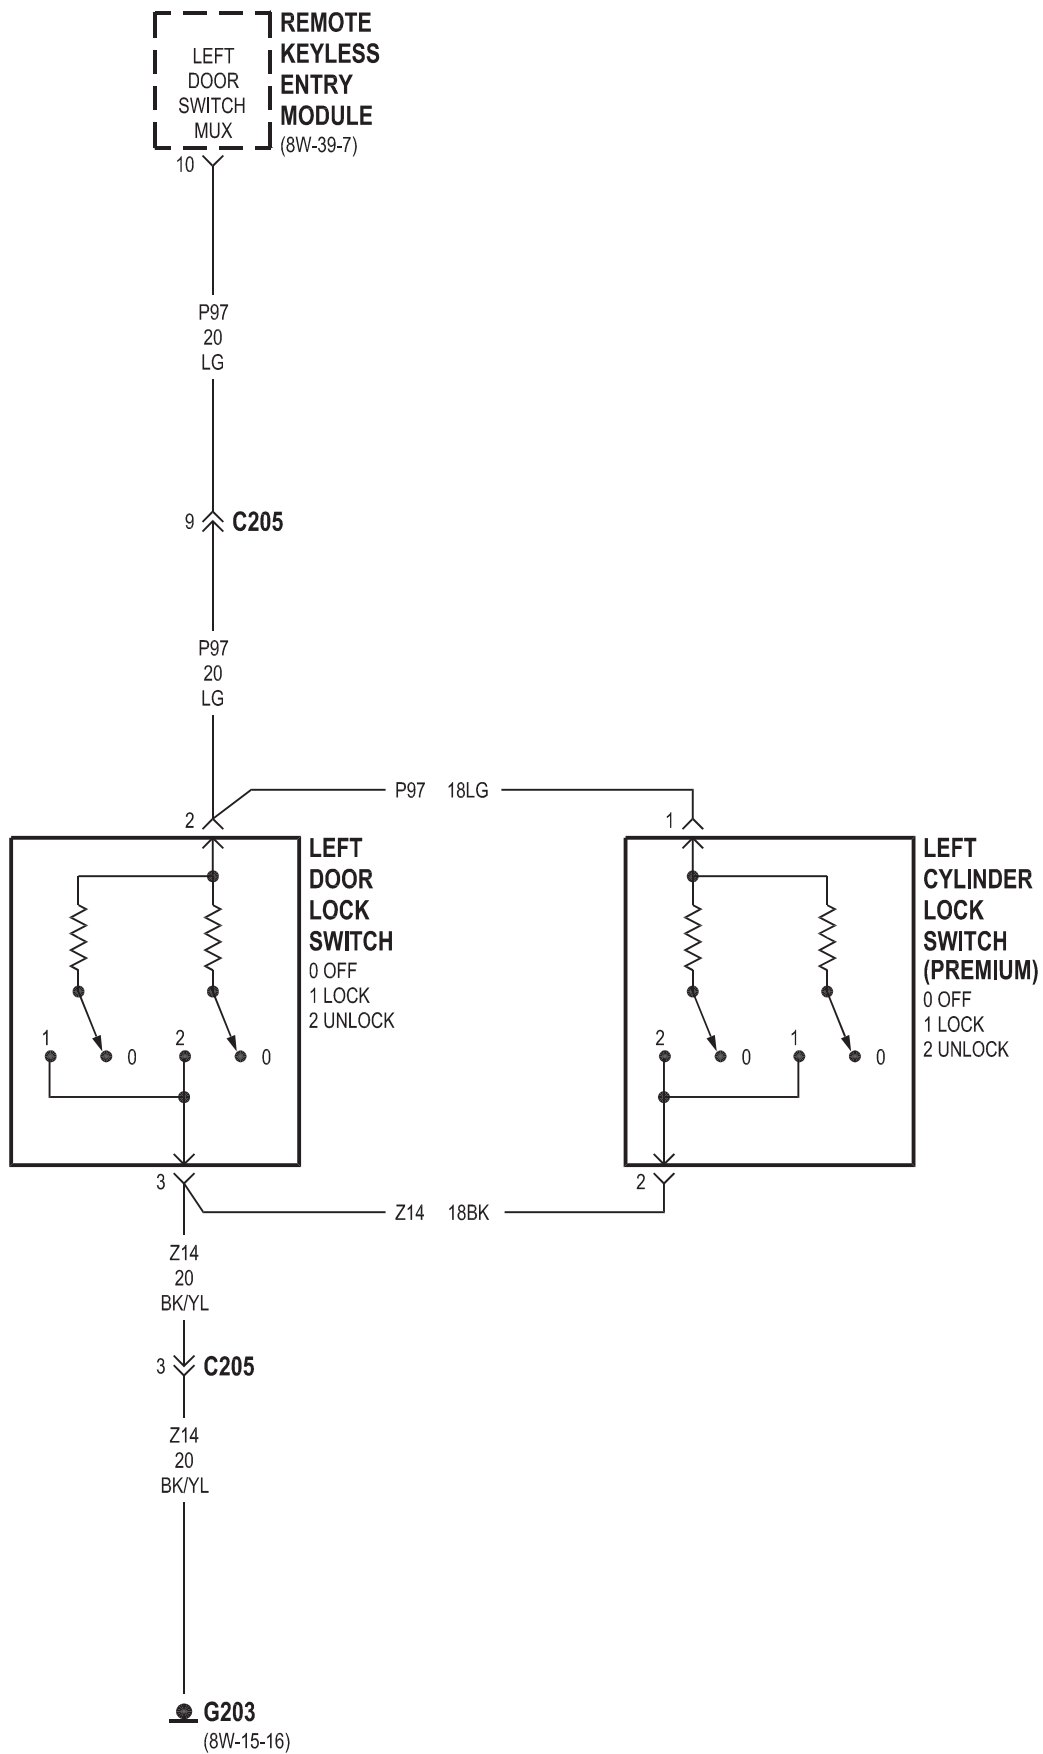 LEFT
DOOR
SWITCH
MUX
REMOTE
KEYLESS
ENTRY
MODULE
(8W-39-7)
10
P97
20
LG
9
C205
P97
20
LG
P97 18LG
2
1
LEFT
DOOR
LOCK
SWITCH
0 OFF
1 LOCK
2 UNLOCK
1
0
2
0
LEFT
CYLINDER
LOCK
SWITCH
(PREMIUM)
0 OFF
1 LOCK
2 UNLOCK
2
0
1
0
3
2
Z14 18BK
Z14
20
BK/YL
3
C205
Z14
20
BK/YL
G203
(8W-15-16)